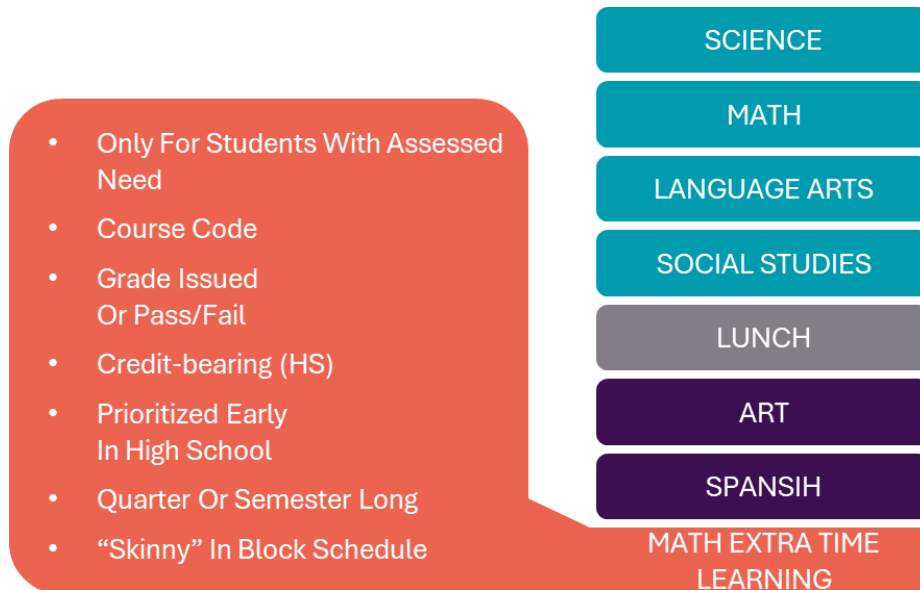 • Only For Students With Assessed
Need
• Course Code
• Grade Issued
Or Pass/Fail
• Credit-bearing (HS)
• Prioritized Early
In High School
• Quarter Or Semester Long
• “Skinny” In Block Schedule
SCIENCE
MATH
LANGUAGE ARTS
SOCIAL STUDIES
LUNCH
ART
SPANSIH
MATH EXTRA TIME
LEARNING